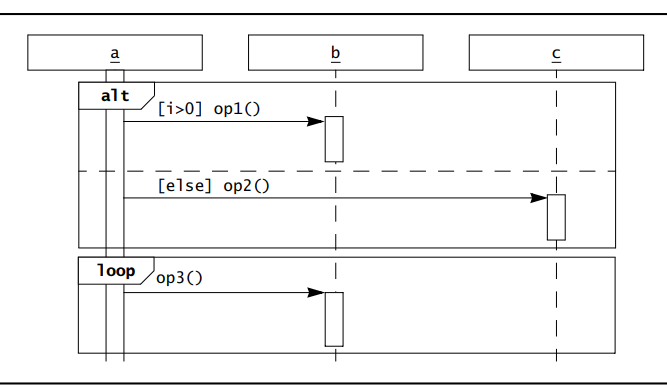 a
b
c
alt
[i>0] op1()
[else] op2()
loop
op3()